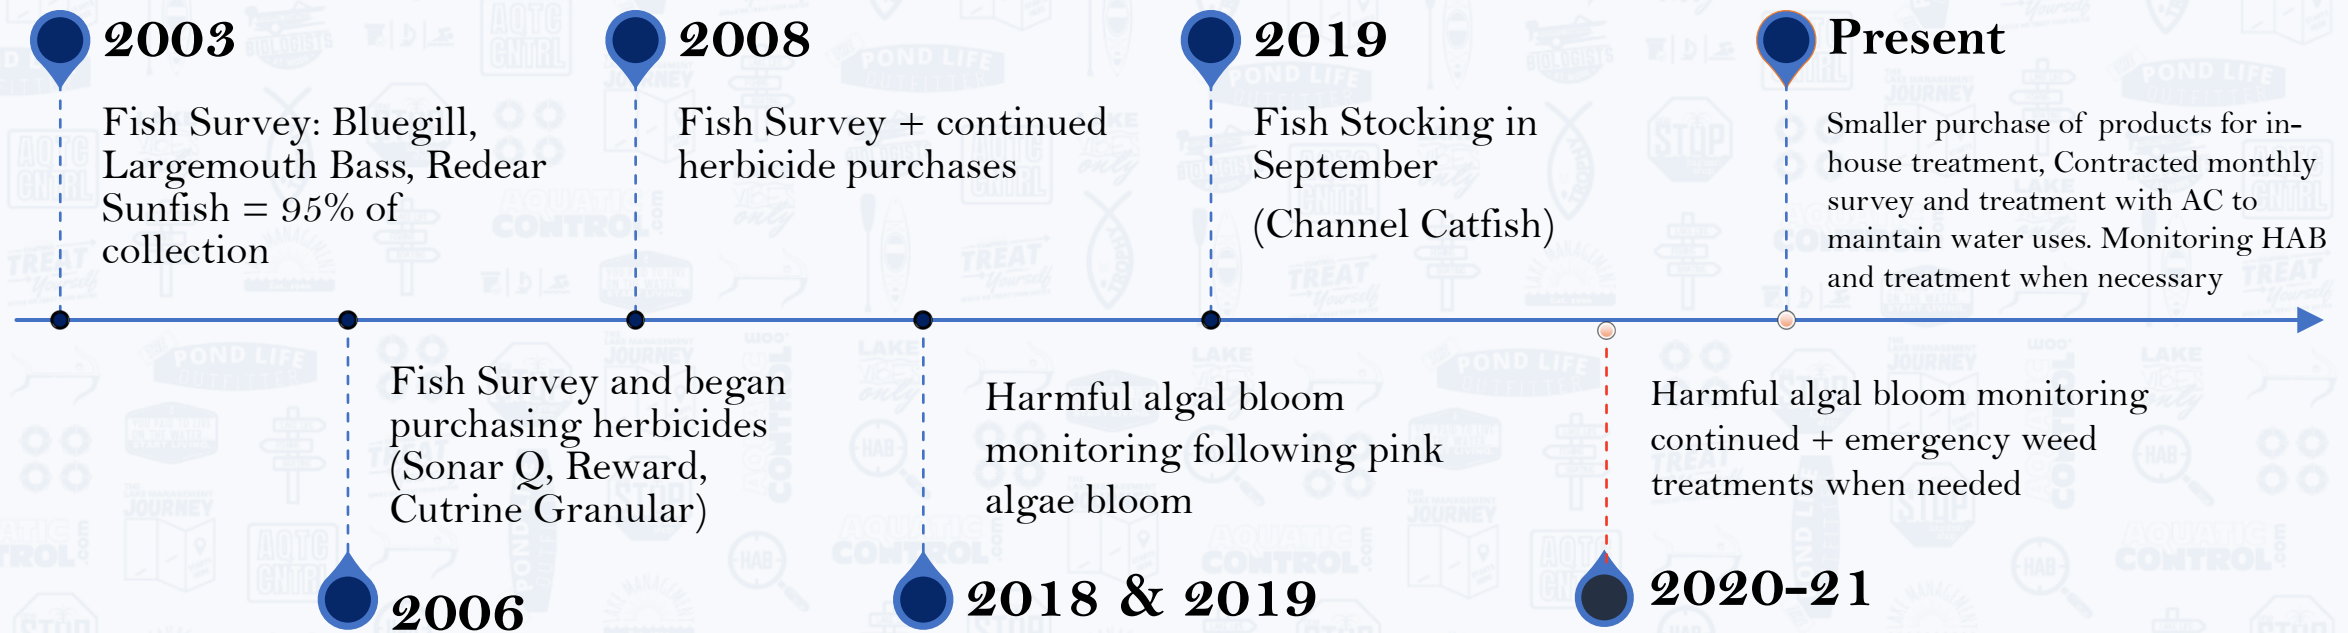 2003
Fish Survey: Bluegill,
Largemouth Bass, Redear
Sunfish = 95% of
collection
Fish Survey and began
purchasing herbicides
(Sonar Q, Reward,
Cutrine Granular)
2006
2008
Fish Survey + continued
herbicide purchases
Harmful algal bloom
monitoring following pink
algae bloom
2018 & 2019
2019
Fish Stocking in
September
(Channel Catfish)
Harmful algal bloom monitoring
continued + emergency weed
treatments when needed
2020-21
Present
Smaller purchase of products for in-
house treatment, Contracted monthly
survey and treatment with AC to
maintain water uses. Monitoring HAB
and treatment when necessary